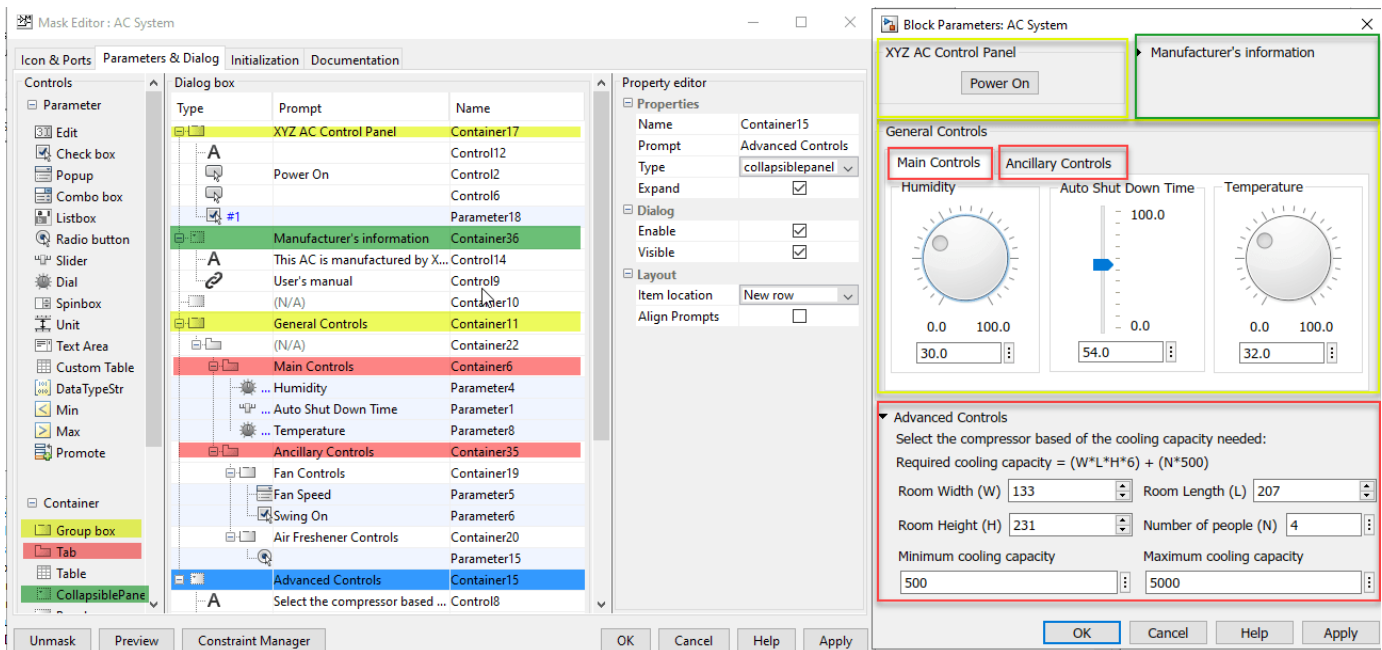 Mask Editor : AC System
Icon & Ports Parameters & Dialog Initialization Documentation
Controls
Parameter
Edit
Check box
Popup
Combo box
Listbox
Radio button
Slider
Dial
Spinbox
Unit
Text Area
Custom Table
DataTypeStr
Min
Max
Promote
Container
Group box
Tab
Table
CollapsiblePane
Dialog box
Type Prompt Name
XYZ AC Control Panel Container17
A Control12
Power On Control2
Control6
#1 Parameter18
Manufacturer's information Container36
A This AC is manufactured by X... Control14
User's manual Control9
(N/A) Container10
General Controls Container11
(N/A) Container22
Main Controls Container6
... Humidity Parameter4
... Auto Shut Down Time Parameter1
... Temperature Parameter8
Ancillary Controls Container35
Fan Controls Container19
Fan Speed Parameter5
Swing On Parameter6
Air Freshener Controls Container20
Parameter15
Advanced Controls Container15
A Select the compressor based ... Control8
Property editor
Properties
Name Container15
Prompt Advanced Controls
Type collapsiblepanel
Expand
Dialog
Enable
Visible
Layout
Item location New row
Align Prompts
Unmask Preview Constraint Manager OK Cancel Help Apply
Block Parameters: AC System
XYZ AC Control Panel
Power On
Manufacturer's information
General Controls
Main Controls Ancillary Controls
Humidity Auto Shut Down Time Temperature
100.0
0.0 100.0 0.0 0.0 100.0
30.0 54.0 32.0
Advanced Controls
Select the compressor based of the cooling capacity needed:
Required cooling capacity = (W*L*H*6) + (N*500)
Room Width (W) 133 Room Length (L) 207
Room Height (H) 231 Number of people (N) 4
Minimum cooling capacity Maximum cooling capacity
500 5000
OK Cancel Help Apply